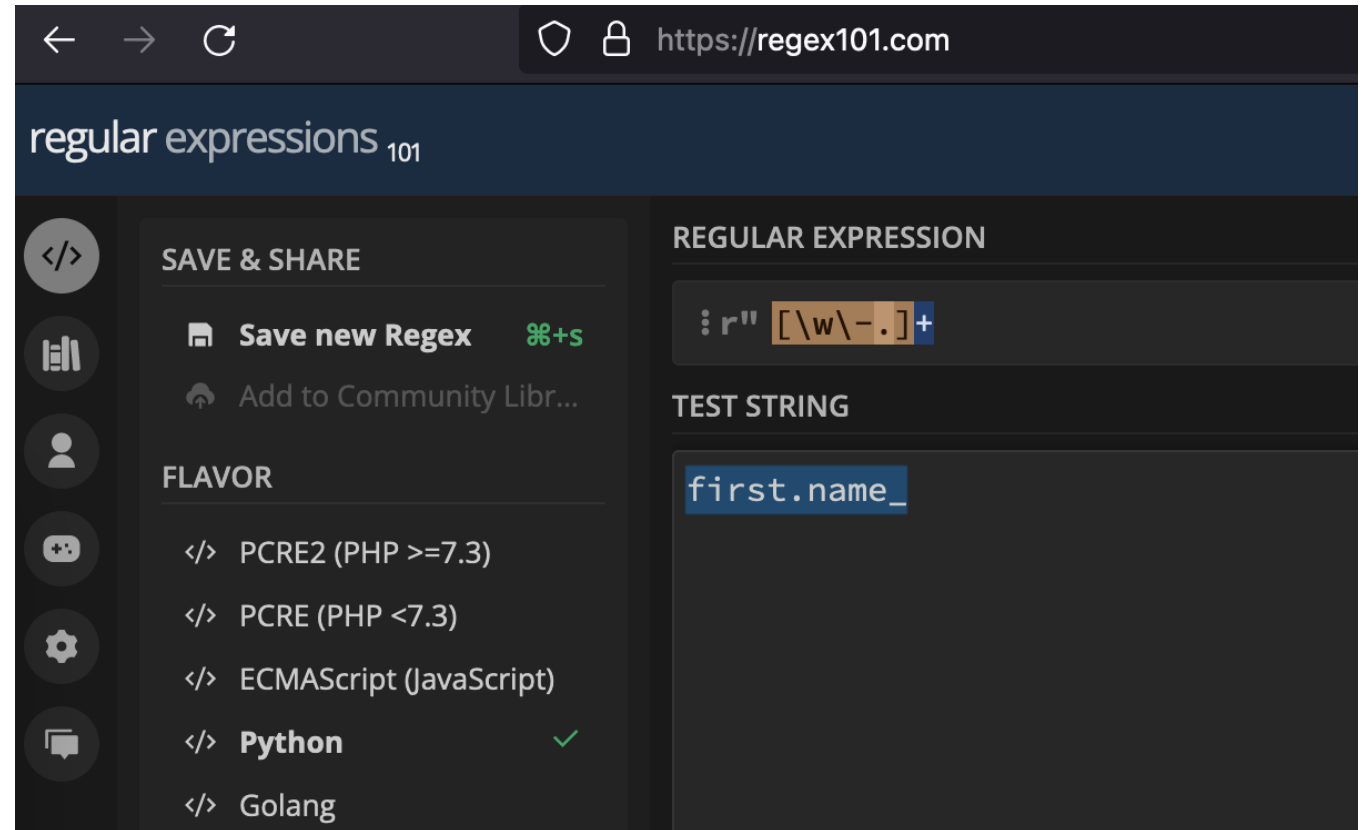 https://regex101.com
regular expressions 101
</>
SAVE & SHARE
Save new Regex ⌘+s
Add to Community Libr...
FLAVOR
</> PCRE2 (PHP >=7.3)
</> PCRE (PHP <7.3)
</> ECMAScript (JavaScript)
</> Python
</> Golang
REGULAR EXPRESSION
r" [\w\-.]+
TEST STRING
first.name_